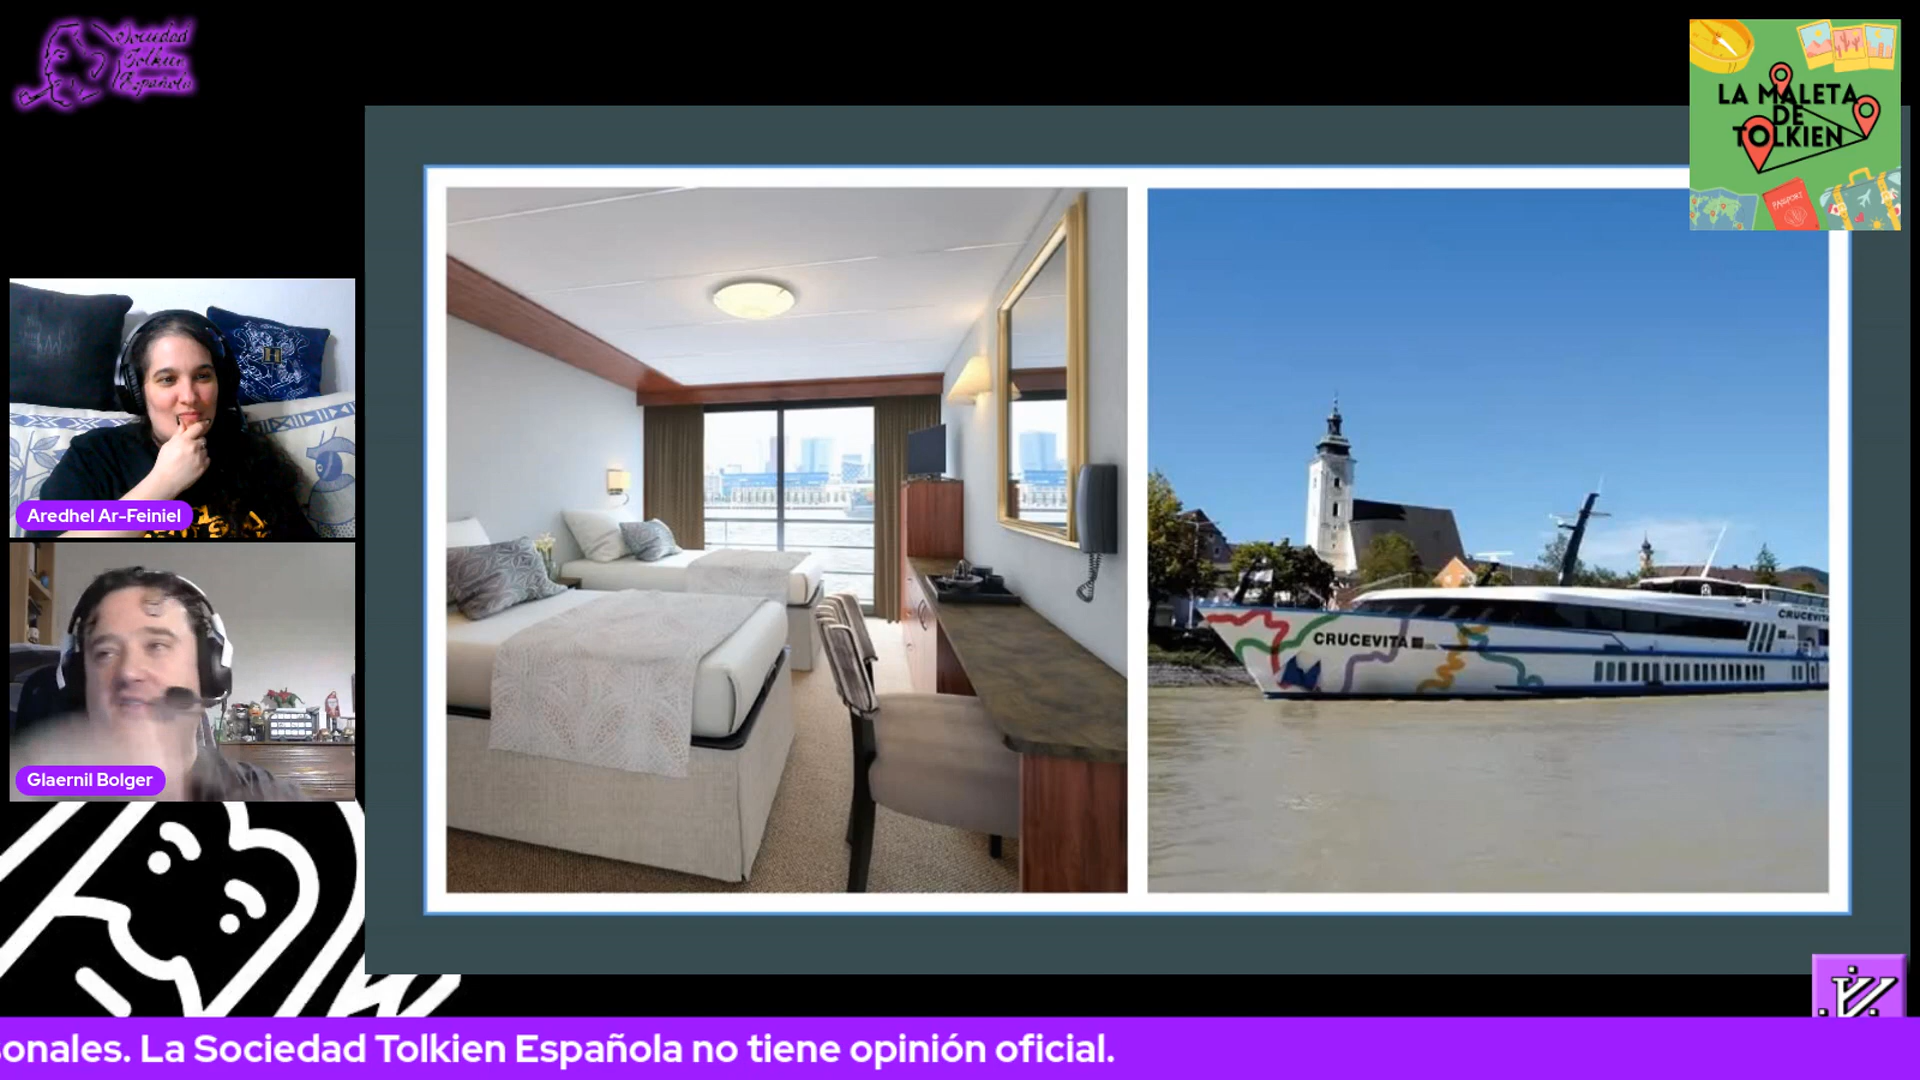 Sociedad
Tolkien
Española
LA MALETA
DE
TOLKIEN
PASSPORT
H
Aredhel Ar-Feiniel
CRUCEVITA
CRUCEVITA
Glaernil Bolger
sonales. La Sociedad Tolkien Española no tiene opinión oficial.